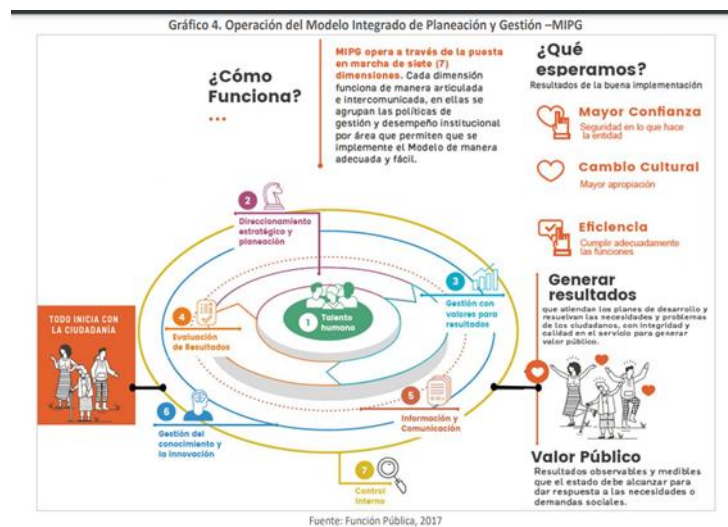 Gráfico 4. Operación del Modelo Integrado de Planeación y Gestión –MIPG
¿Cómo
Funciona?
MIPG opera a través de la puesta
en marcha de siete (7)
dimensiones. Cada dimensión
funciona de manera articulada
e intercomunicada, en ellas se
agrupan las políticas de
gestión y desempeño institucional
por área que permiten que se
implemente el Modelo de manera
adecuada y fácil.
¿Qué
esperamos?
Resultados de la buena implementación
Mayor Confianza
Seguridad en lo que hace
la entidad
Cambio Cultural
Mayor apropiación
Eficiencia
Cumplir adecuadamente
las funciones
Generar
resultados
que atiendan los planes de desarrollo y
resuelvan las necesidades y problemas
de los ciudadanos, con integridad y
calidad en el servicio para generar
valor público.
Valor Público
Resultados observables y medibles
que el estado debe alcanzar para
dar respuesta a las necesidades o
demandas sociales.
TODO INICIA CON
LA CIUDADANÍA
1
Talento
humano
2
Direccionamiento
estratégico y
planeación
3
Gestión con
valores para
resultados
4
Evaluación
de Resultados
5
Información y
Comunicación
6
Gestión del
conocimiento y
la innovación
7
Control
Interno
Fuente: Función Pública, 2017